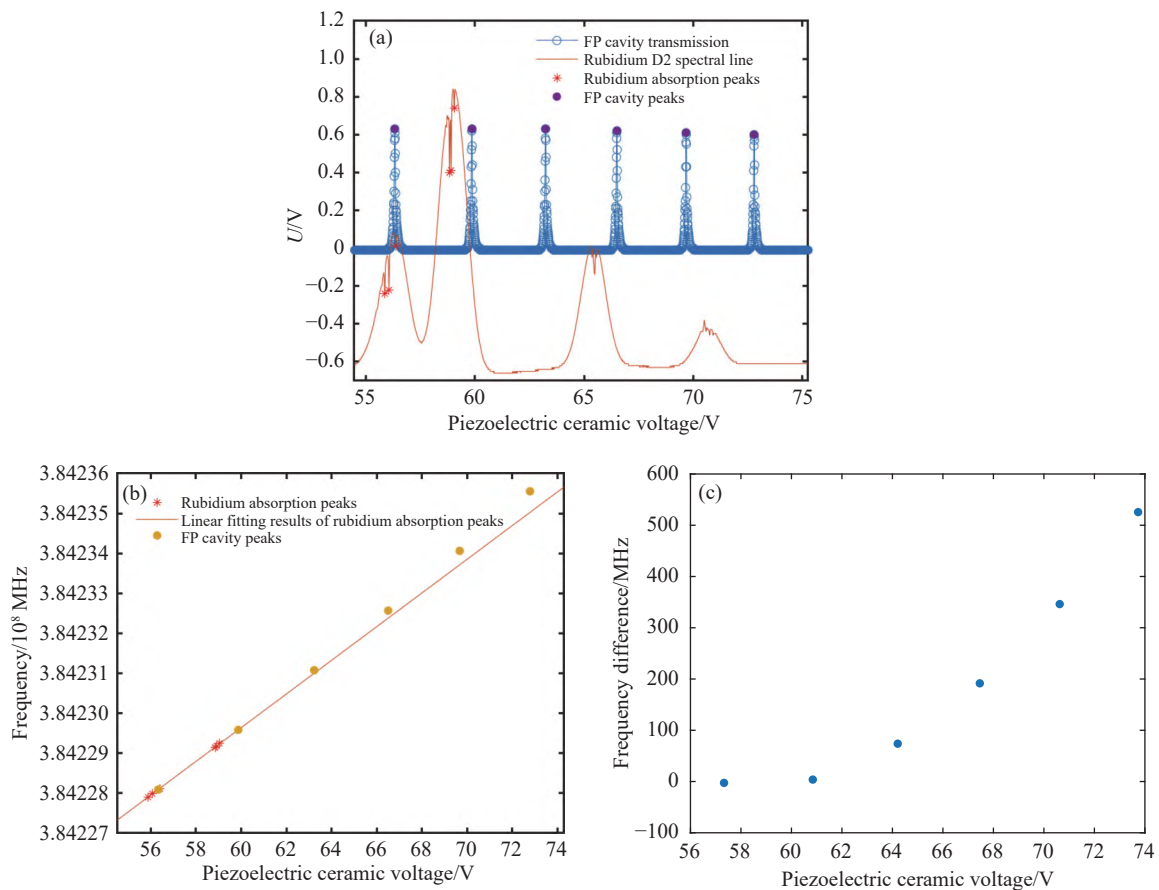 (a)
FP cavity transmission
Rubidium D2 spectral line
Rubidium absorption peaks
FP cavity peaks
1.2
1.0
0.8
0.6
0.4
0.2
0
−0.2
−0.4
−0.6
U/V
55 60 65 70 75
Piezoelectric ceramic voltage/V
(b)
Rubidium absorption peaks
Linear fitting results of rubidium absorption peaks
FP cavity peaks
3.84236
3.84235
3.84234
3.84233
3.84232
3.84231
3.84230
3.84229
3.84228
3.84227
Frequency/10⁸ MHz
56 58 60 62 64 66 68 70 72 74
Piezoelectric ceramic voltage/V
(c)
600
500
400
300
200
100
0
−100
Frequency difference/MHz
56 58 60 62 64 66 68 70 72 74
Piezoelectric ceramic voltage/V